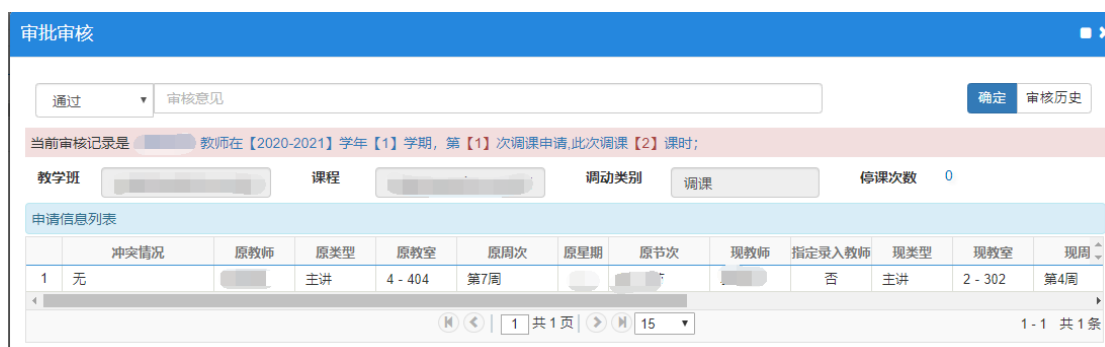 审批审核
通过 审核意见 确定 审核历史
当前审核记录是 教师在【2020-2021】学年【1】学期，第【1】次调课申请,此次调课【2】课时;
教学班 课程 调动类别 调课 停课次数 0
申请信息列表
冲突情况 原教师 原类型 原教室 原周次 原星期 原节次 现教师 指定录入教师 现类型 现教室 现周
1 无 主讲 4 - 404 第7周 否 主讲 2 - 302 第4周
1 共1页 15 1 - 1 共1条